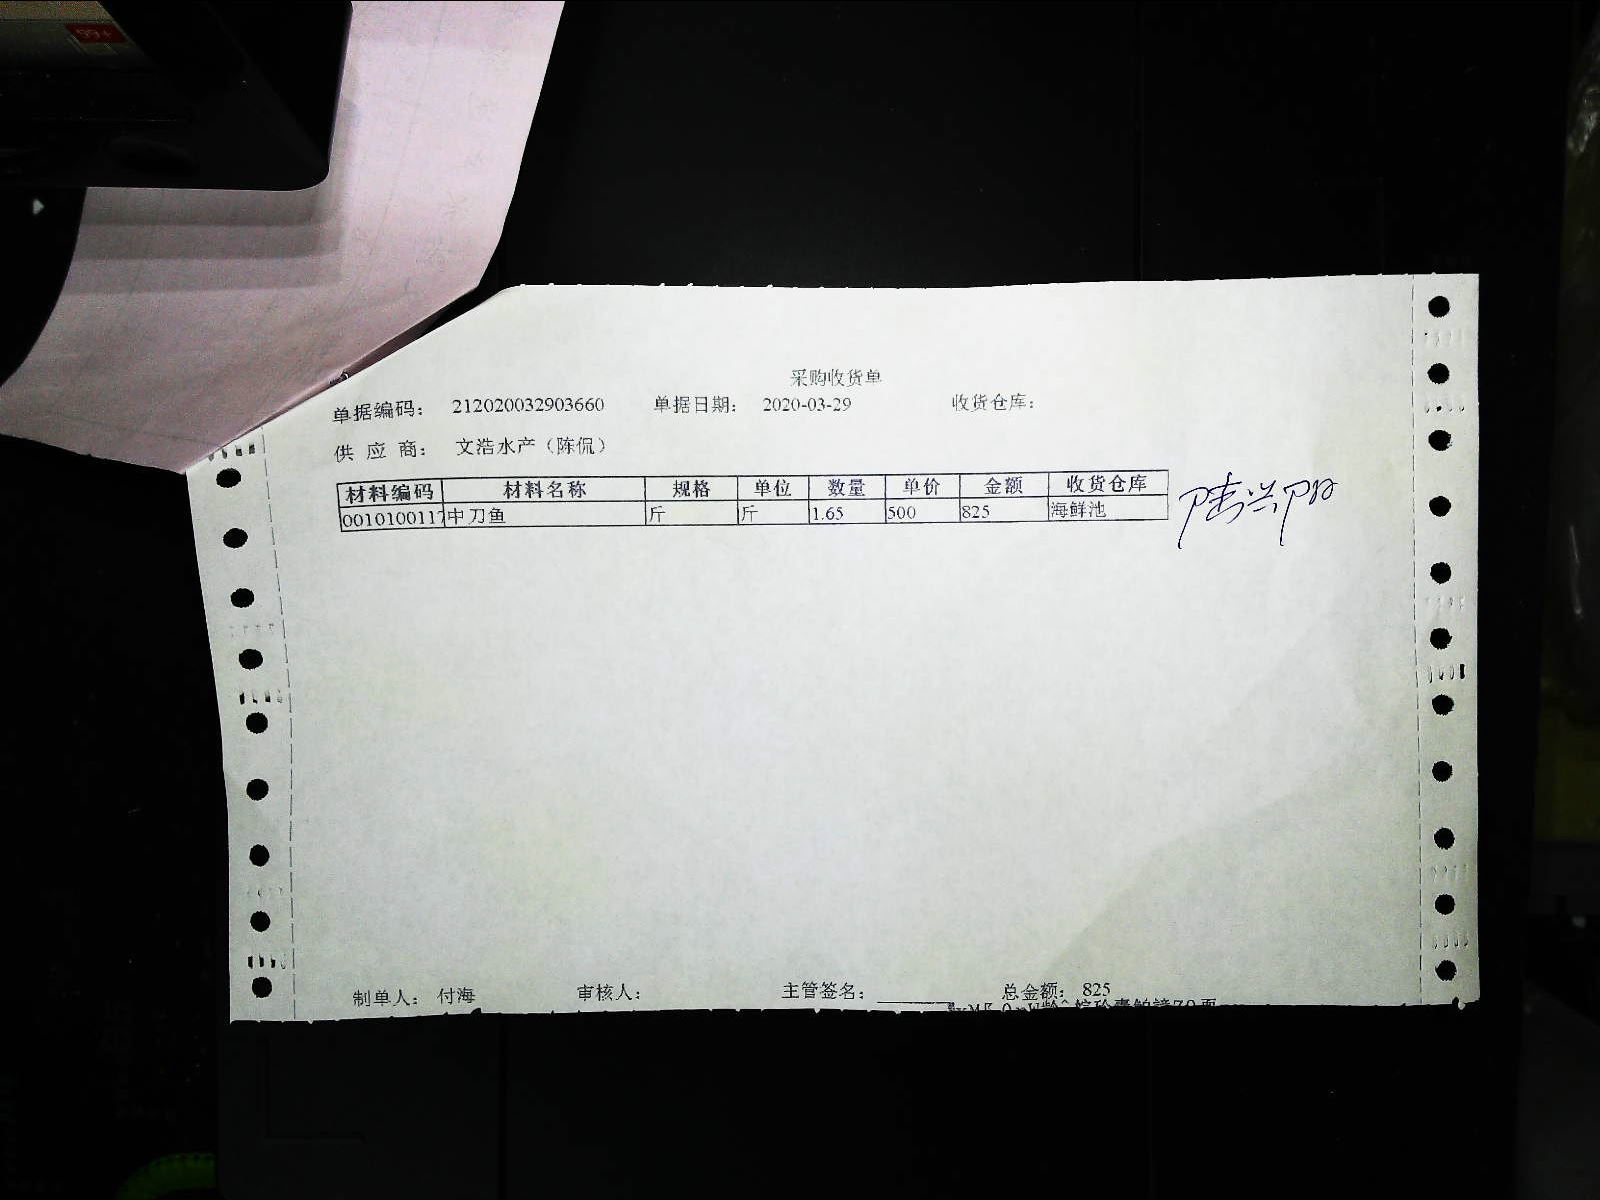 采购收货单
单据编码： 212020032903660 单据日期： 2020-03-29 收货仓库：
供 应 商： 文浩水产（陈侃）
材料编码 材料名称 规格 单位 数量 单价 金额 收货仓库
0010100117 中刀鱼 斤 斤 1.65 500 825 海鲜池
制单人： 付海 审核人： 主管签名： 总金额： 825